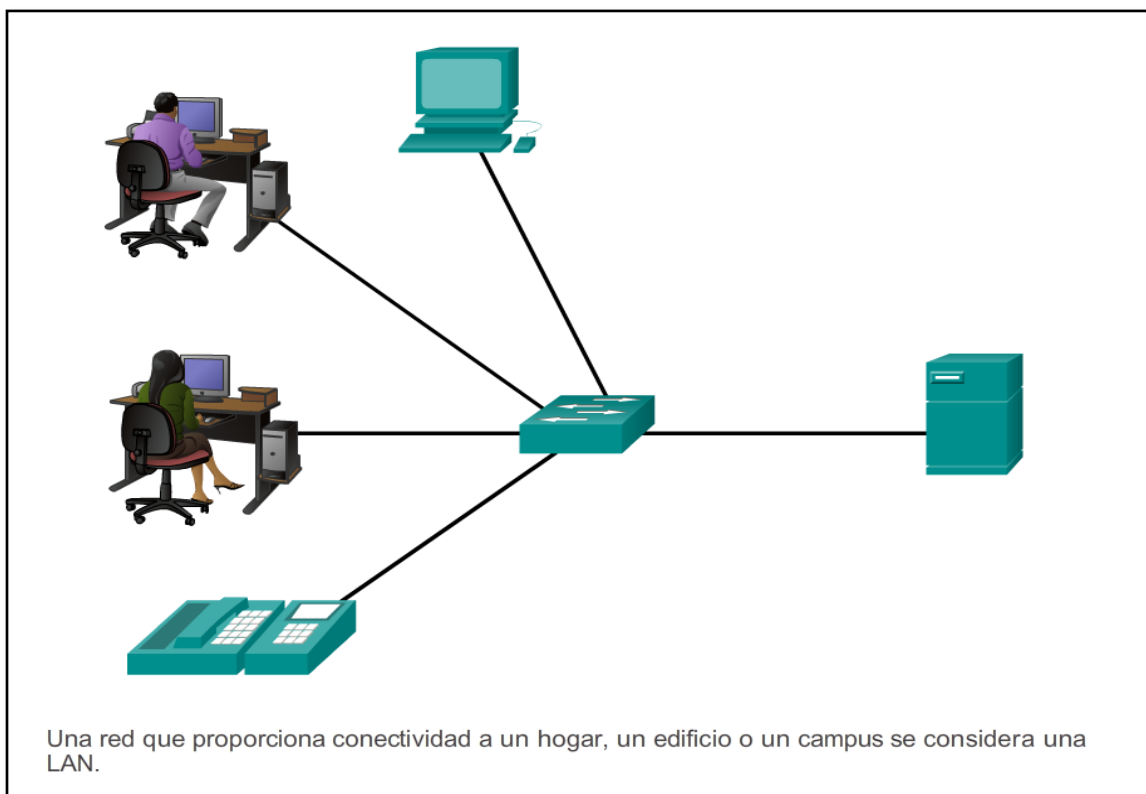 Una red que proporciona conectividad a un hogar, un edificio o un campus se considera una
LAN.